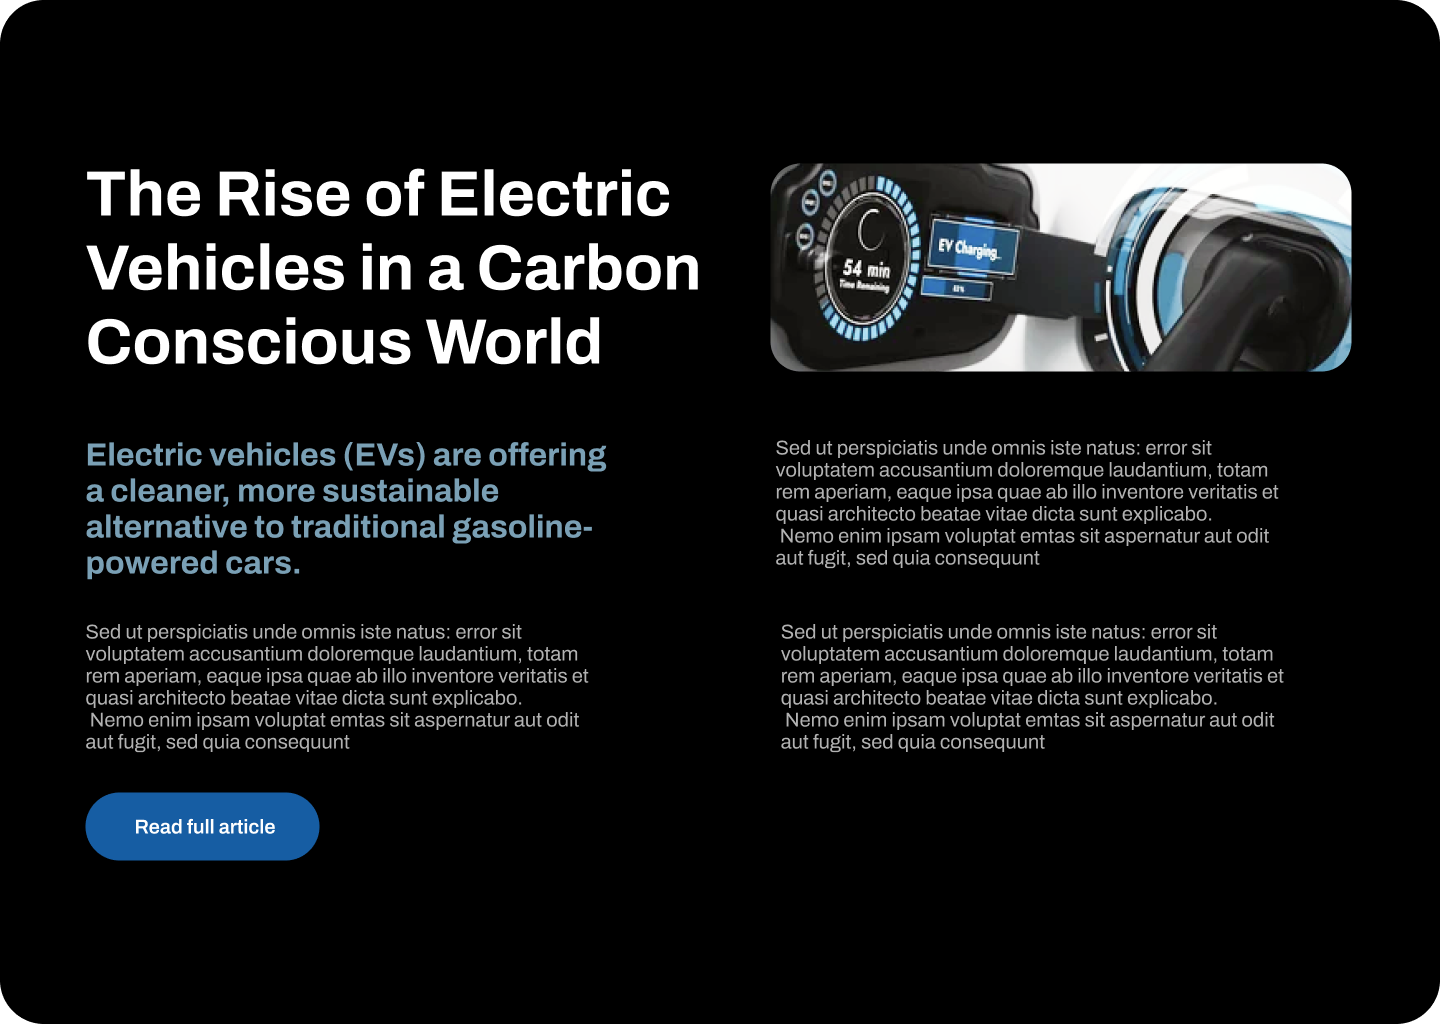 The Rise of Electric
Vehicles in a Carbon
Conscious World
EV Charging...
54 min
Time Remaining
Electric vehicles (EVs) are offering
a cleaner, more sustainable
alternative to traditional gasoline-
powered cars.
Sed ut perspiciatis unde omnis iste natus: error sit
voluptatem accusantium doloremque laudantium, totam
rem aperiam, eaque ipsa quae ab illo inventore veritatis et
quasi architecto beatae vitae dicta sunt explicabo.
Nemo enim ipsam voluptat emtas sit aspernatur aut odit
aut fugit, sed quia consequunt
Read full article
Sed ut perspiciatis unde omnis iste natus: error sit
voluptatem accusantium doloremque laudantium, totam
rem aperiam, eaque ipsa quae ab illo inventore veritatis et
quasi architecto beatae vitae dicta sunt explicabo.
Nemo enim ipsam voluptat emtas sit aspernatur aut odit
aut fugit, sed quia consequunt
Sed ut perspiciatis unde omnis iste natus: error sit
voluptatem accusantium doloremque laudantium, totam
rem aperiam, eaque ipsa quae ab illo inventore veritatis et
quasi architecto beatae vitae dicta sunt explicabo.
Nemo enim ipsam voluptat emtas sit aspernatur aut odit
aut fugit, sed quia consequunt